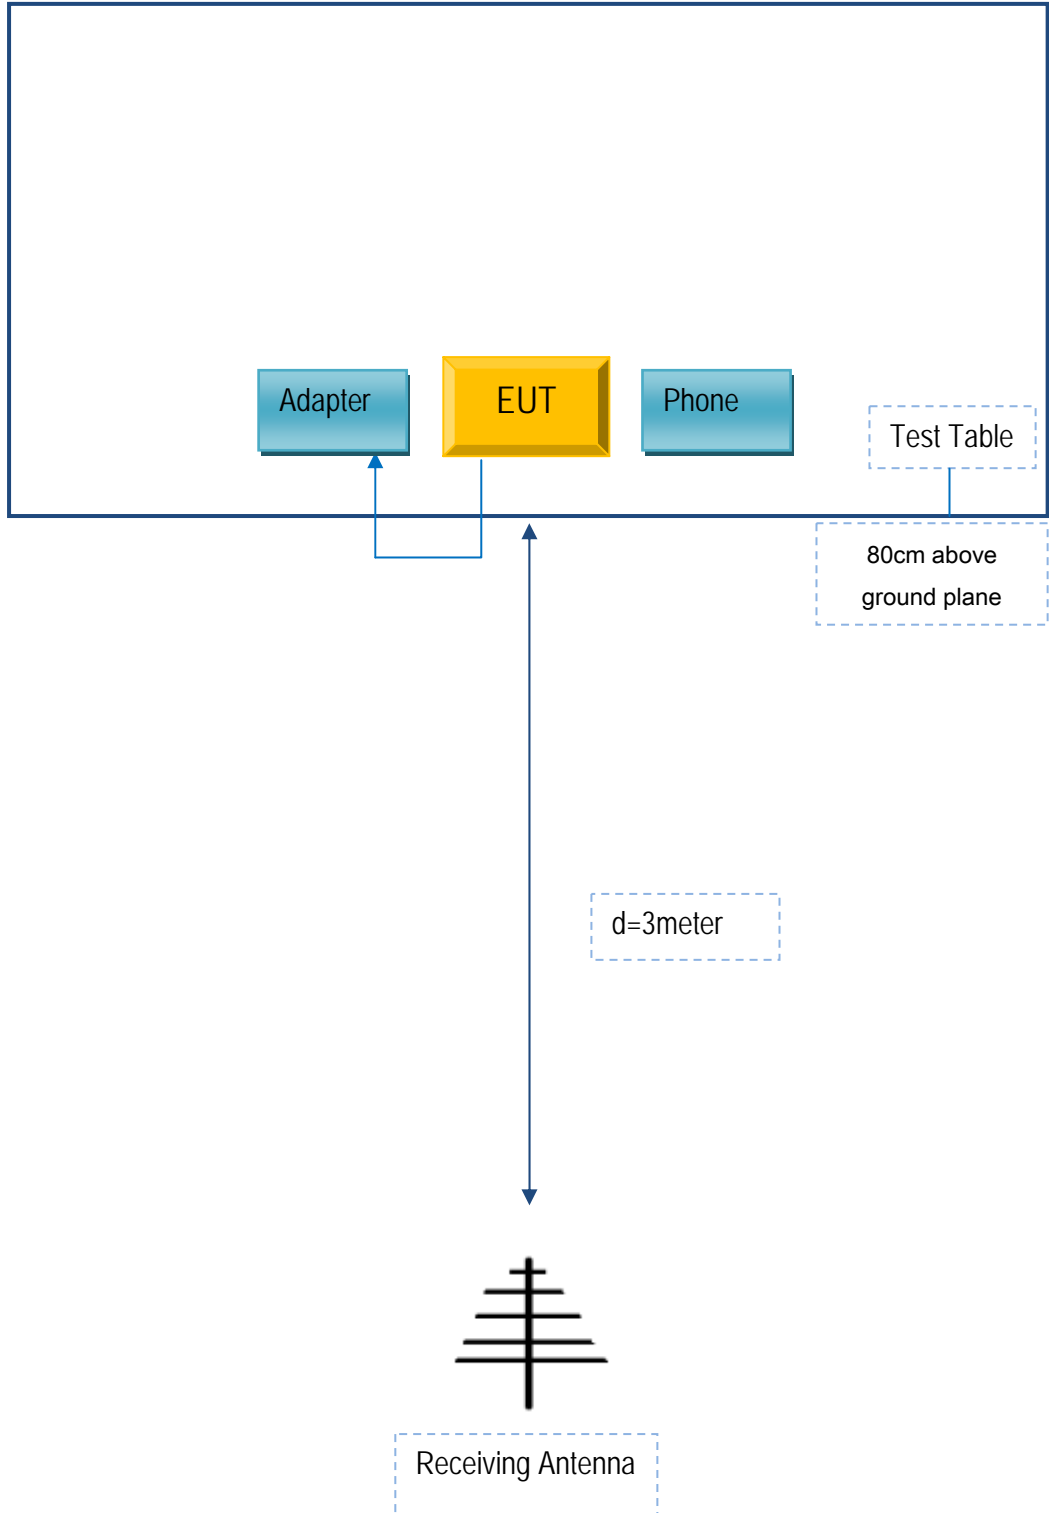 Adapter
EUT
Phone
Test Table
80cm above
ground plane
d=3meter
Receiving Antenna